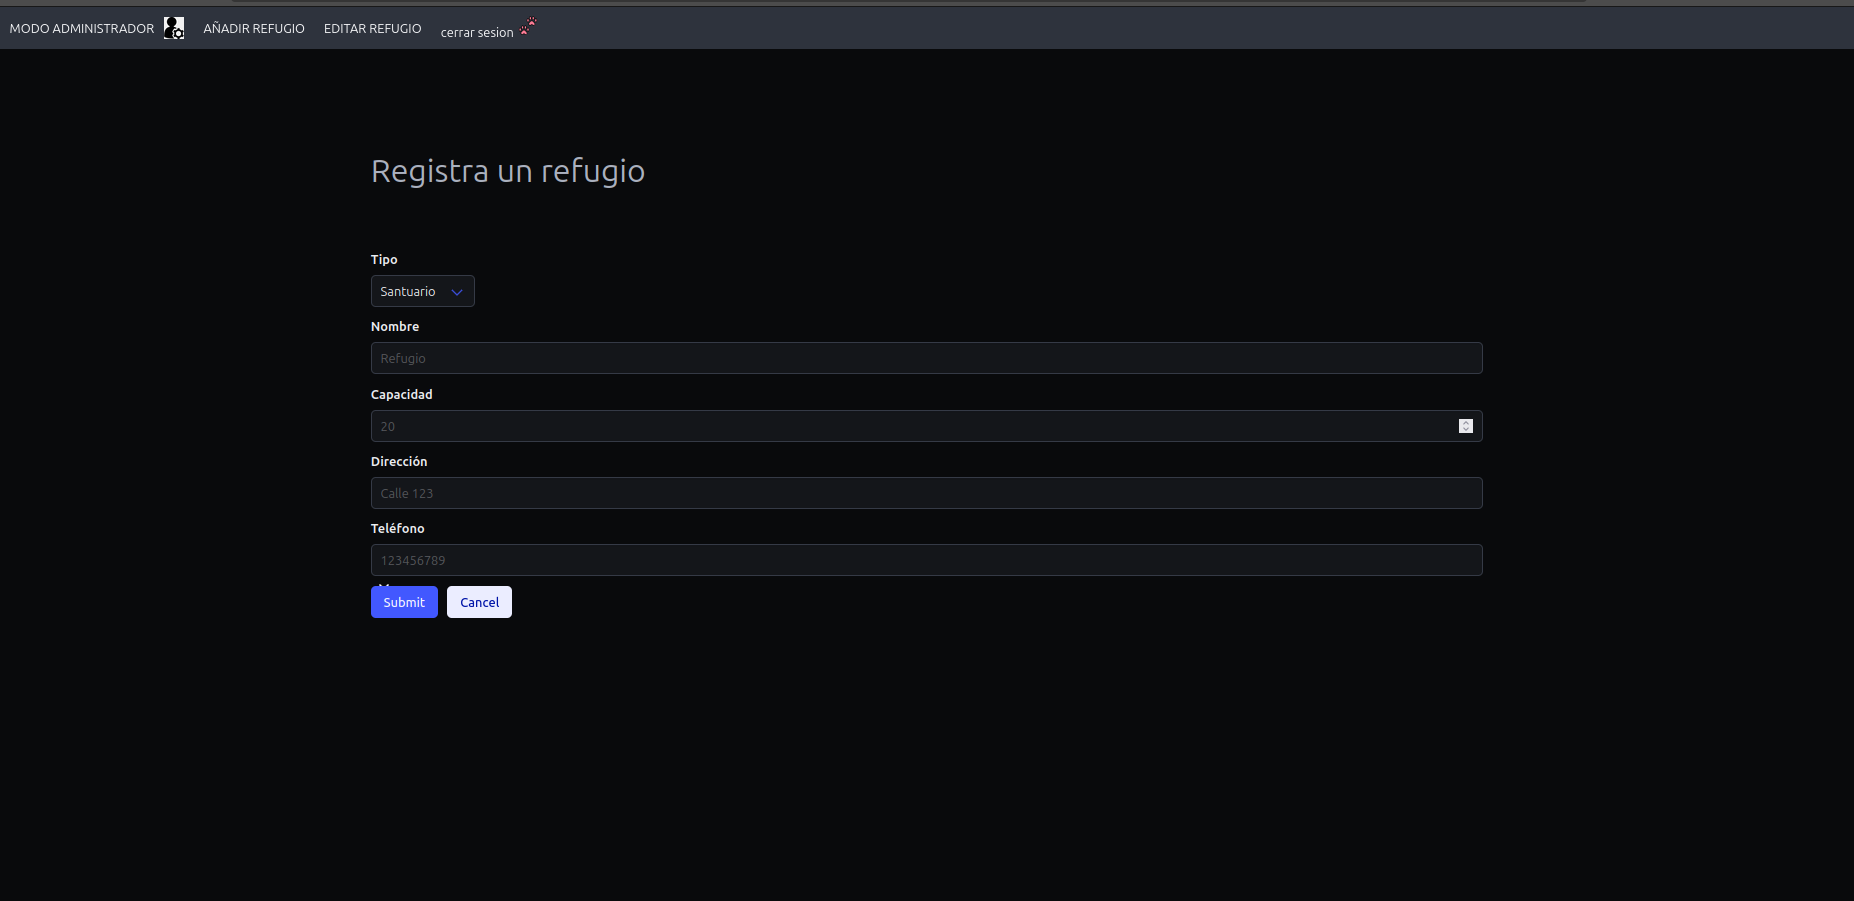 MODO ADMINISTRADOR AÑADIR REFUGIO EDITAR REFUGIO cerrar sesion
Registra un refugio
Tipo
Santuario
Nombre
Refugio
Capacidad
20
Dirección
Calle 123
Teléfono
123456789
Submit Cancel